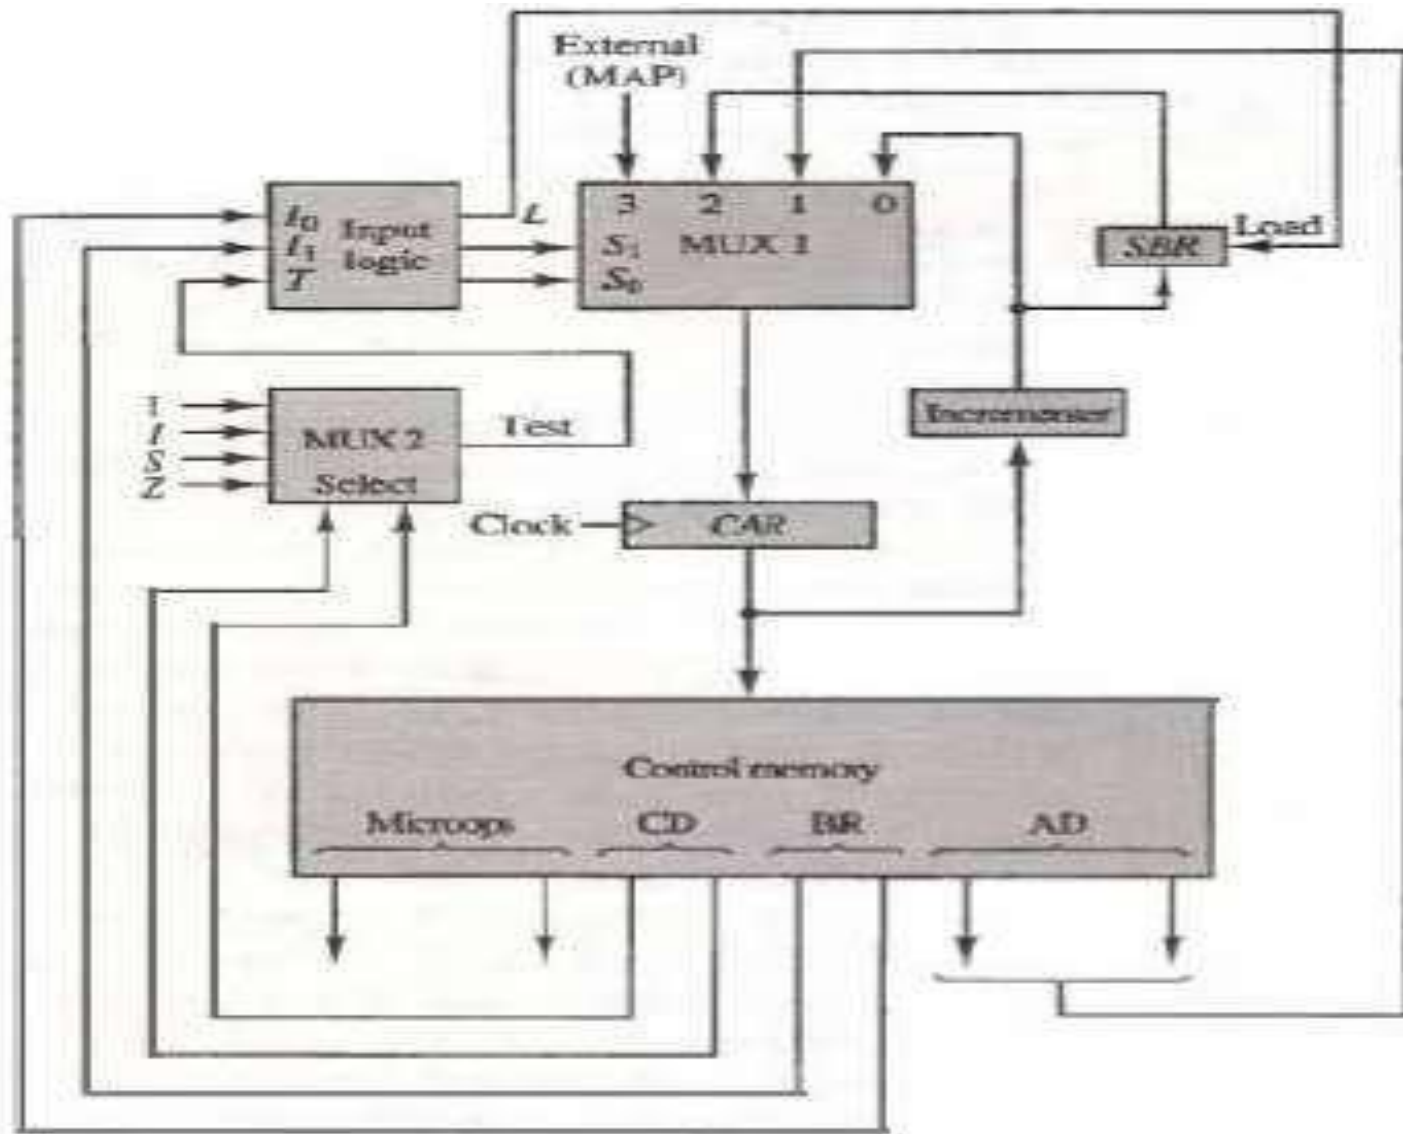 External
(MAP)
I0 Input
I1 logic
T
L
3 2 1 0
S1 MUX 1
S0
SBR
Load
Incrementer
1
I
S
Z
MUX 2
Select
Test
Clock
CAR
Control memory
Microops CD BR AD